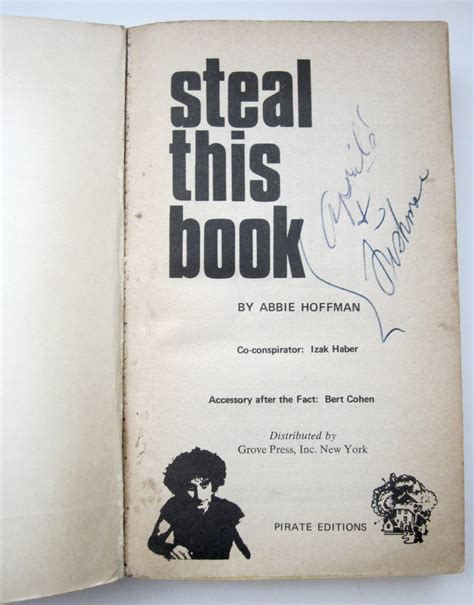 steal
this
book
April
+
BY ABBIE HOFFMAN
Co-conspirator: Izak Haber
Accessory after the Fact: Bert Cohen
Distributed by
Grove Press, Inc. New York
PIRATE EDITIONS